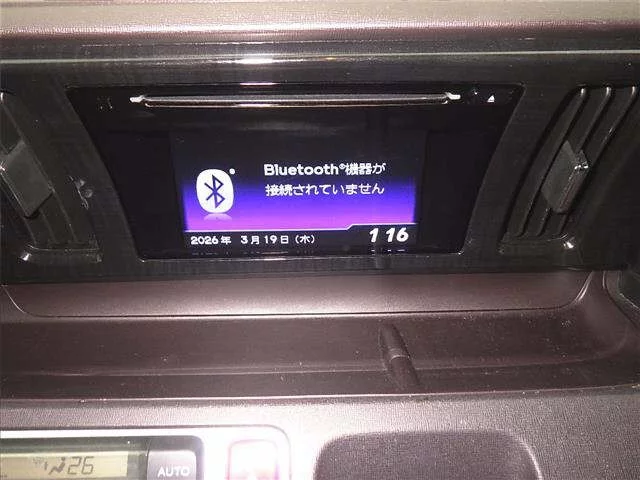 Bluetooth®機器が
接続されていません
2026年 3月19日(木) 1 16
26
AUTO